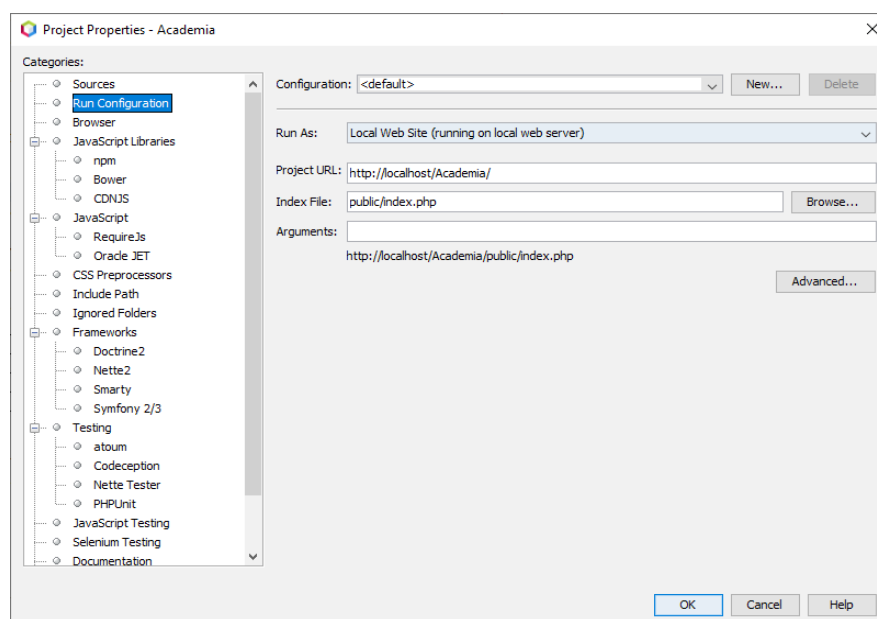 Project Properties - Academia
Categories:
Sources
Run Configuration
Browser
JavaScript Libraries
npm
Bower
CDNJS
JavaScript
RequireJs
Oracle JET
CSS Preprocessors
Include Path
Ignored Folders
Frameworks
Doctrine2
Nette2
Smarty
Symfony 2/3
Testing
atoum
Codeception
Nette Tester
PHPUnit
JavaScript Testing
Selenium Testing
Documentation
Configuration: <default> New... Delete
Run As: Local Web Site (running on local web server)
Project URL: http://localhost/Academia/
Index File: public/index.php Browse...
Arguments:
http://localhost/Academia/public/index.php
Advanced...
OK Cancel Help